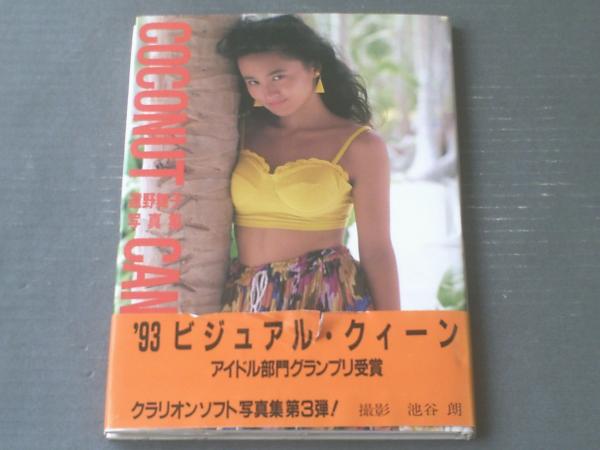 COCONUT CAN
写真集
'93 ビジュアル・クィーン
アイドル部門グランプリ受賞
クラリオンソフト写真集第3弾! 撮影 池谷 朗